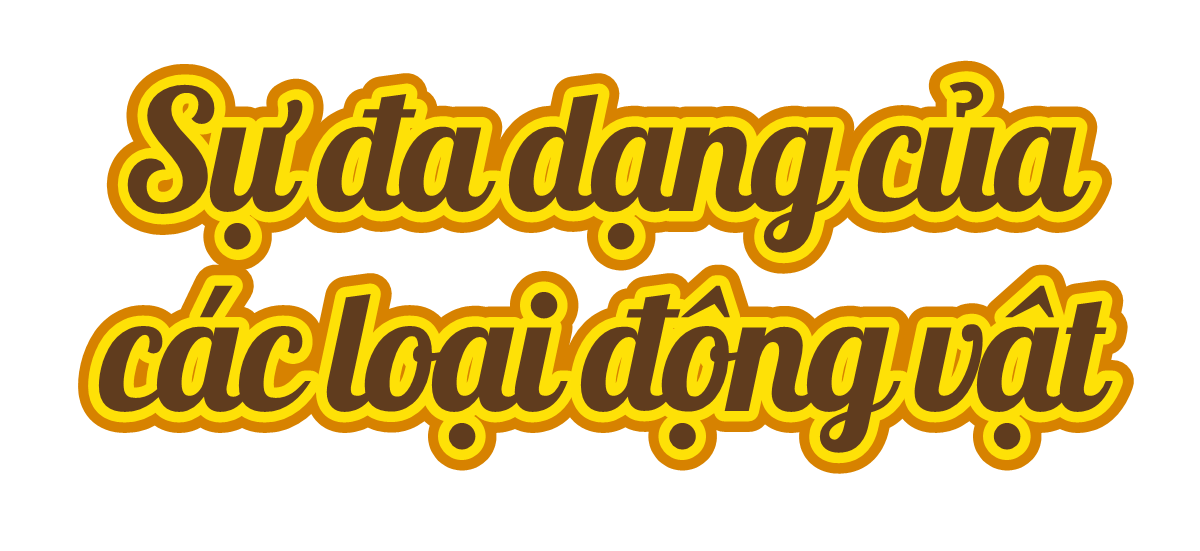 Sự đa dạng của
các loại động vật